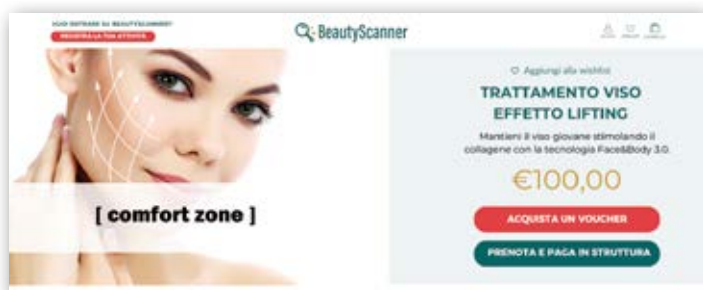 VUOI ENTRARE SU BEAUTYSCANNER?
REGISTRA LA TUA ATTIVITÀ
BeautyScanner
Aggiungi alla wishlist
TRATTAMENTO VISO
EFFETTO LIFTING
Mantieni il viso giovane stimolando il
collagene con la tecnologia Face&Body 3.0.
€100,00
ACQUISTA UN VOUCHER
PRENOTA E PAGA IN STRUTTURA
[ comfort zone ]